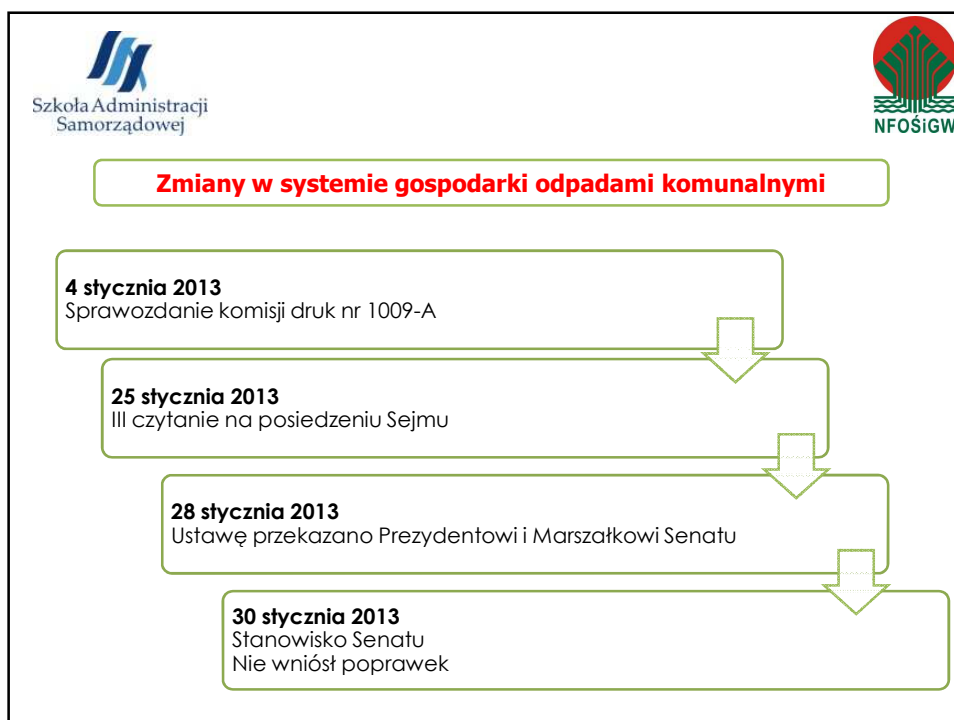 Szkoła Administracji
Samorządowej
NFOŚiGW
Zmiany w systemie gospodarki odpadami komunalnymi
4 stycznia 2013
Sprawozdanie komisji druk nr 1009-A
25 stycznia 2013
III czytanie na posiedzeniu Sejmu
28 stycznia 2013
Ustawę przekazano Prezydentowi i Marszałkowi Senatu
30 stycznia 2013
Stanowisko Senatu
Nie wniósł poprawek